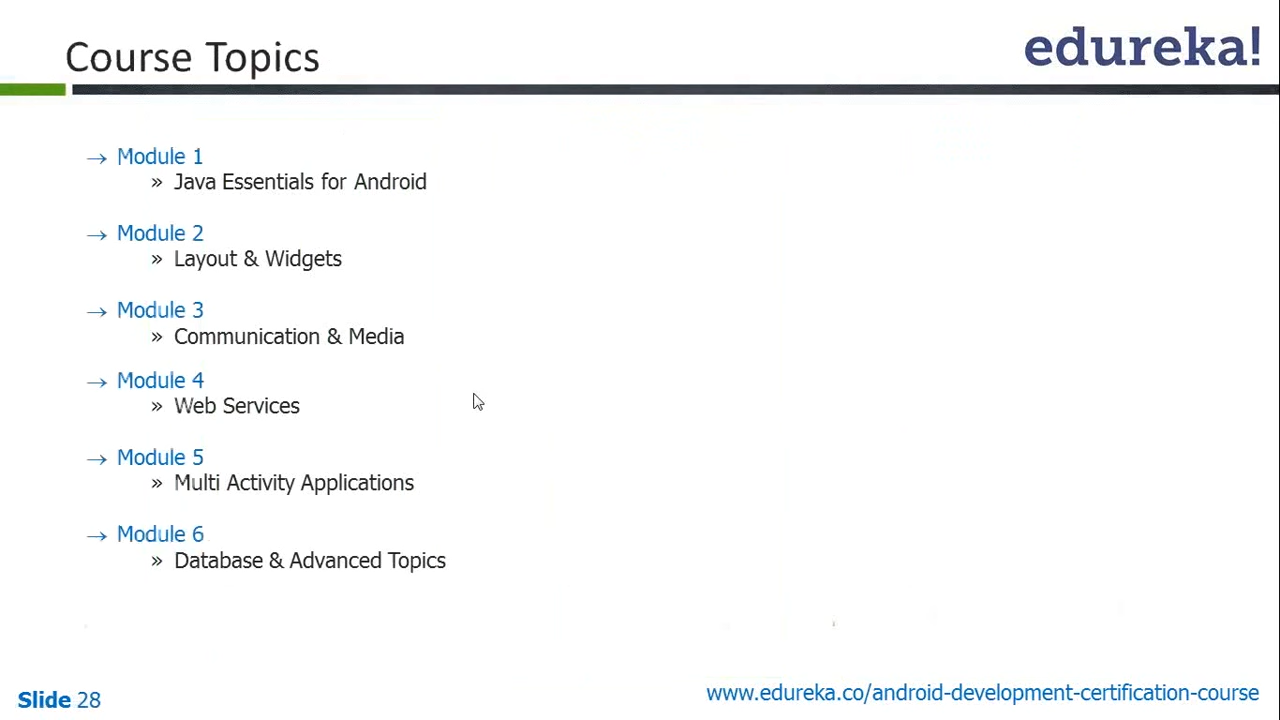 Course Topics
edureka!
→ Module 1
» Java Essentials for Android
→ Module 2
» Layout & Widgets
→ Module 3
» Communication & Media
→ Module 4
» Web Services
→ Module 5
» Multi Activity Applications
→ Module 6
» Database & Advanced Topics
Slide 28
www.edureka.co/android-development-certification-course